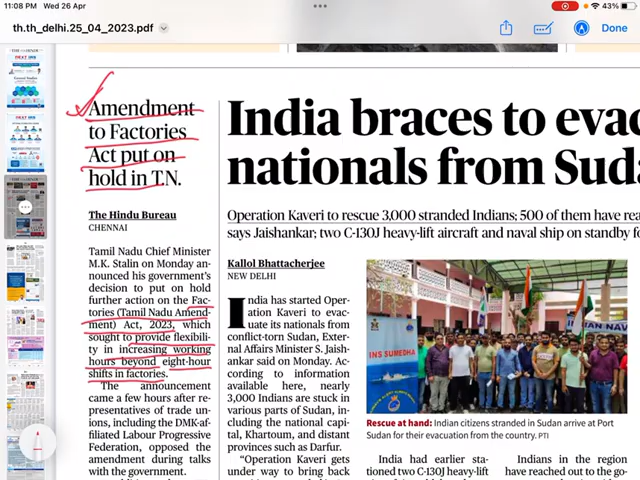 11:08 PM Wed 26 Apr
43%
th.th_delhi.25_04_2023.pdf
Done
Amendment
to Factories
Act put on
hold in T.N.
The Hindu Bureau
CHENNAI
Tamil Nadu Chief Minister
M.K. Stalin on Monday an-
nounced his government's
decision to put on hold
further action on the Fac-
tories (Tamil Nadu Amend-
ment) Act, 2023, which
sought to provide flexibili-
ty in increasing working
hours beyond eight-hour
shifts in factories.
The announcement
came a few hours after re-
presentatives of trade un-
ions, including the DMK-af-
filiated Labour Progressive
Federation, opposed the
amendment during talks
with the government.
India braces to evac
nationals from Suda
Operation Kaveri to rescue 3,000 stranded Indians; 500 of them have rea
says Jaishankar; two C-130J heavy-lift aircraft and naval ship on standby fo
Kallol Bhattacherjee
NEW DELHI
India has started Oper-
ation Kaveri to evac-
uate its nationals from
conflict-torn Sudan, Exter-
nal Affairs Minister S. Jaish-
ankar said on Monday. Ac-
cording to information
available here, nearly
3,000 Indians are stuck in
various parts of Sudan, in-
cluding the national capi-
tal, Khartoum, and distant
provinces such as Darfur.
"Operation Kaveri gets
under way to bring back
INS SUMEDHA
INDIAN NAV
Rescue at hand: Indian citizens stranded in Sudan arrive at Port
Sudan for their evacuation from the country. PTI
India had earlier sta-
tioned two C-130J heavy-lift
Indians in the region
have reached out to the go-